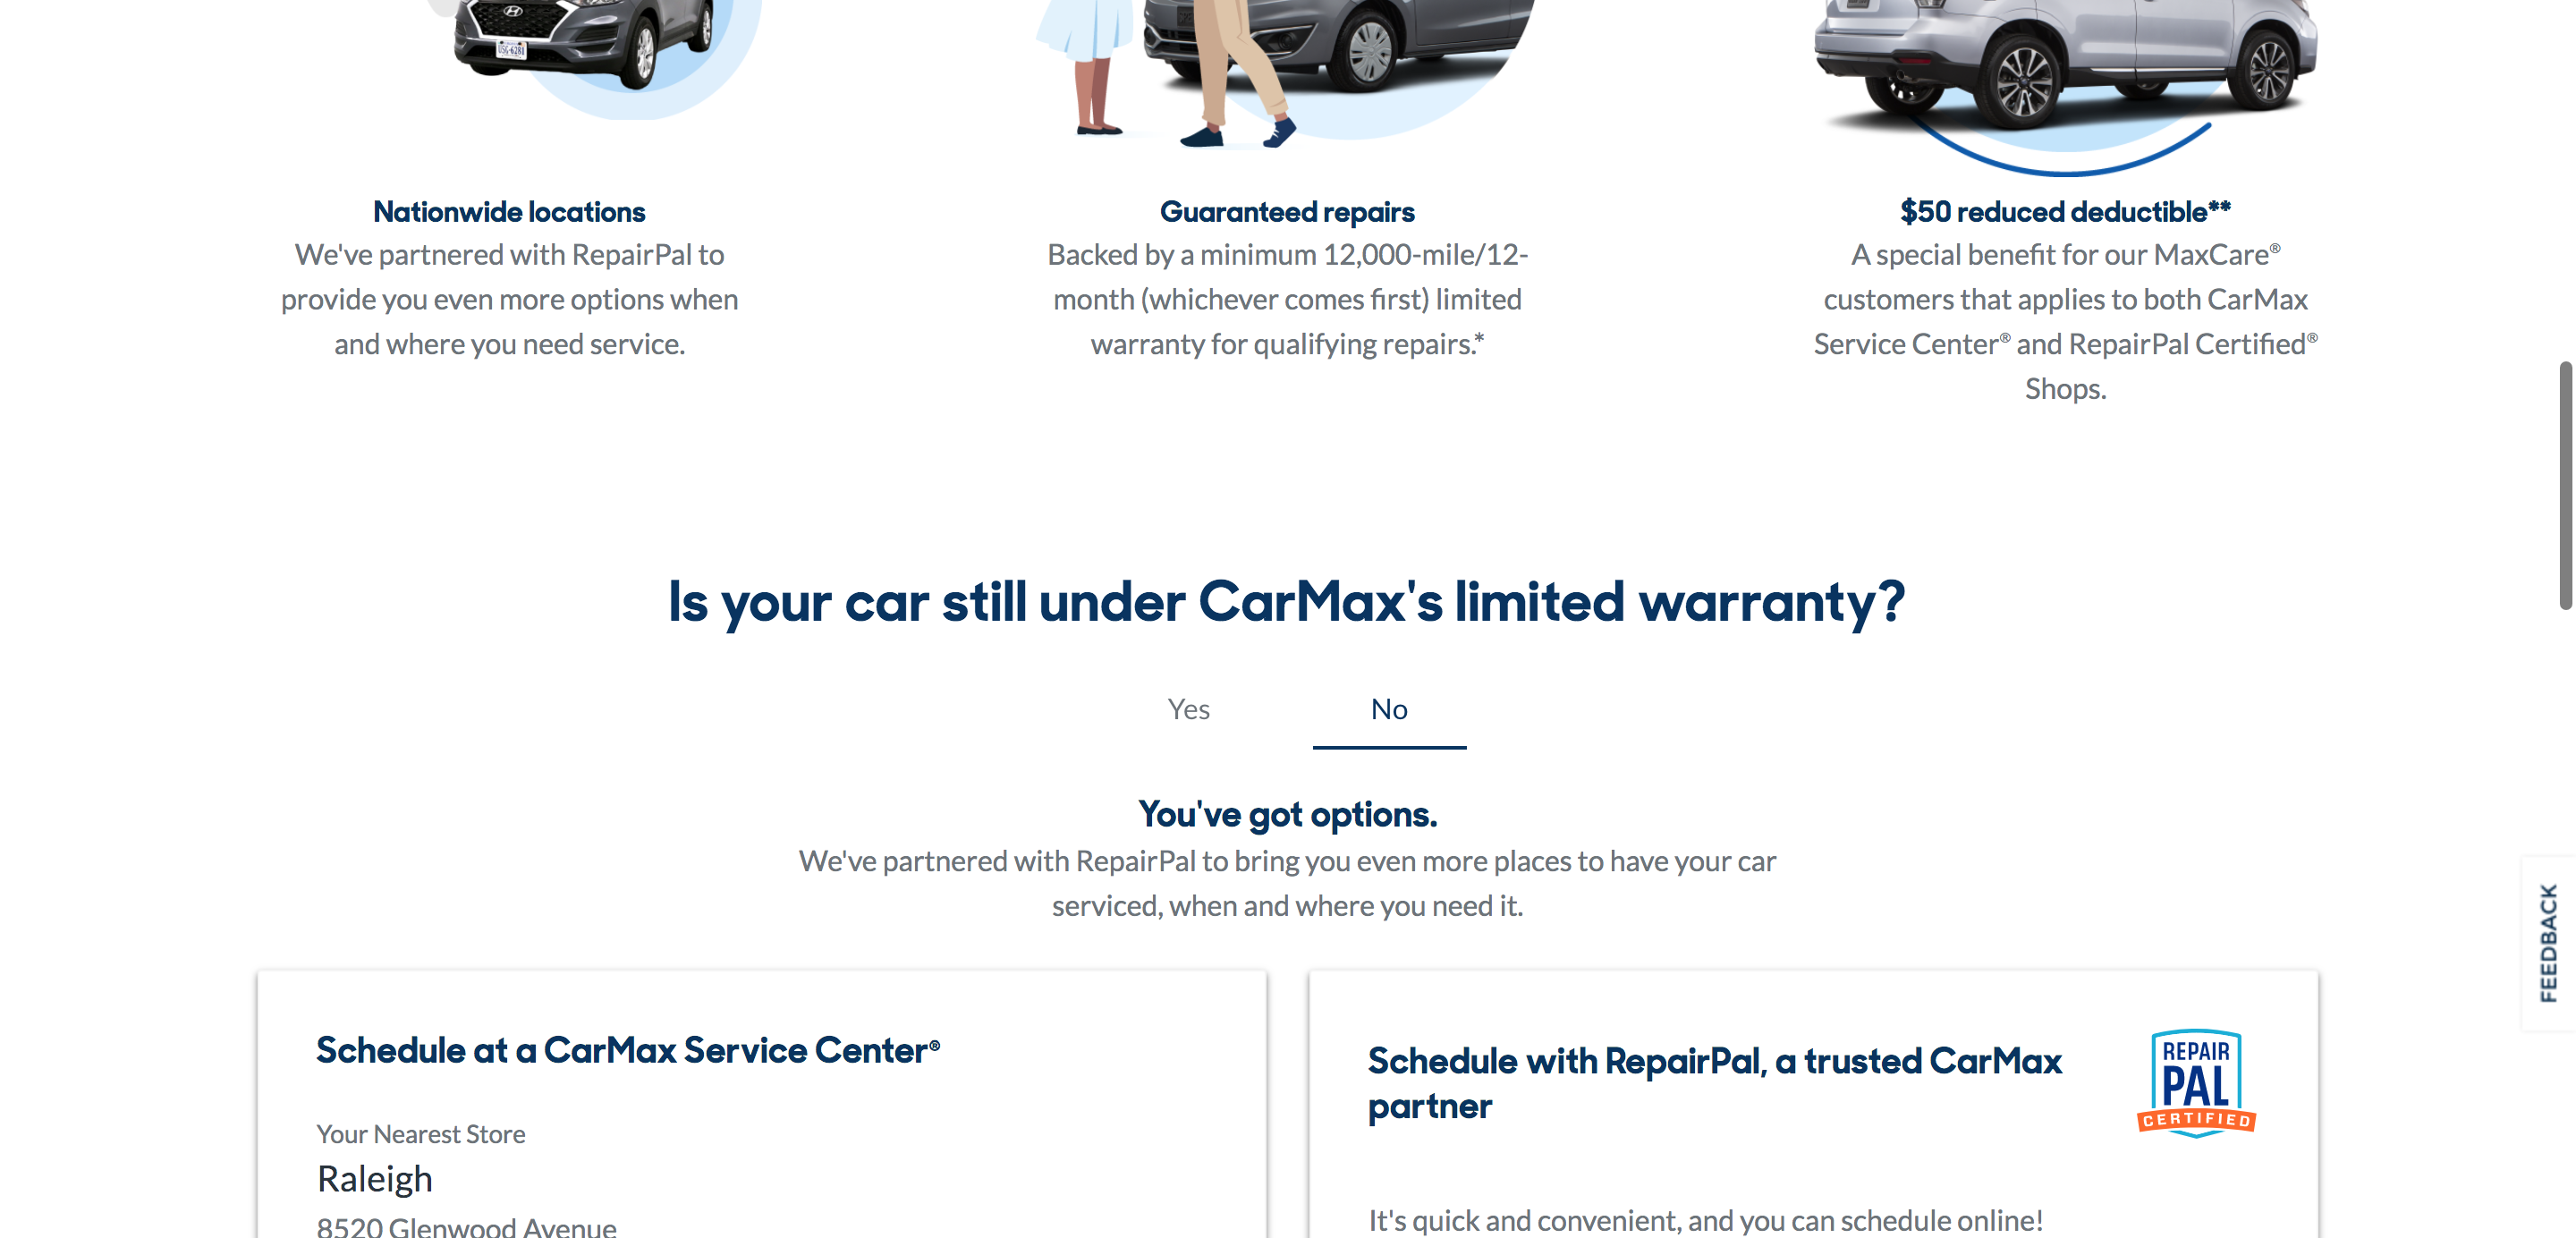 USG-6281
Nationwide locations
We've partnered with RepairPal to
provide you even more options when
and where you need service.
Guaranteed repairs
Backed by a minimum 12,000-mile/12-
month (whichever comes first) limited
warranty for qualifying repairs.*
$50 reduced deductible**
A special benefit for our MaxCare®
customers that applies to both CarMax
Service Center® and RepairPal Certified®
Shops.
Is your car still under CarMax's limited warranty?
Yes
No
You've got options.
We've partnered with RepairPal to bring you even more places to have your car
serviced, when and where you need it.
FEEDBACK
Schedule at a CarMax Service Center®
Your Nearest Store
Raleigh
8520 Glenwood Avenue
Schedule with RepairPal, a trusted CarMax
partner
REPAIR
PAL
CERTIFIED
It's quick and convenient, and you can schedule online!